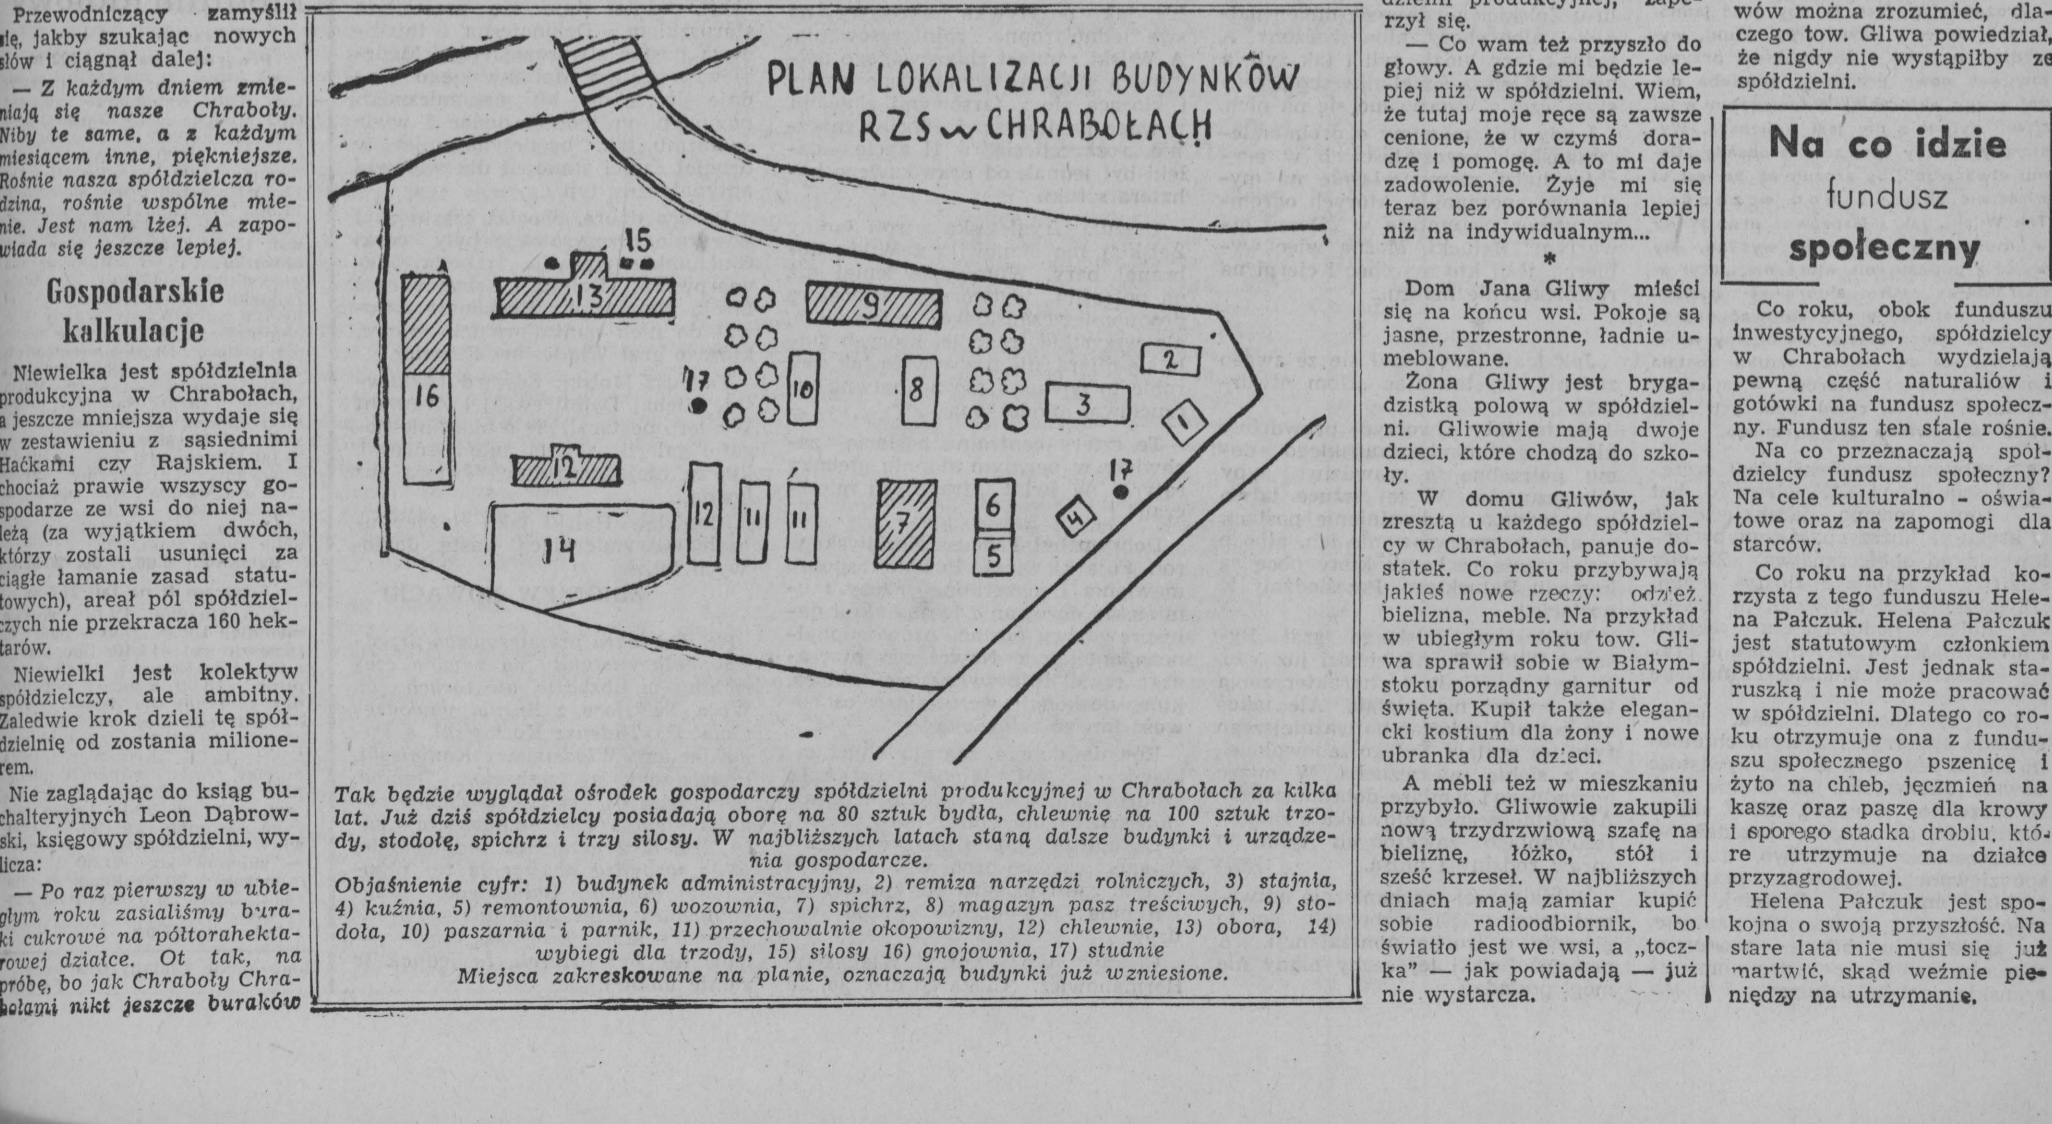 Przewodniczący zamyślił
się, jakby szukając nowych
słów i ciągnął dalej:
— Z każdym dniem zmie-
niają się nasze Chraboły.
Niby te same, a z każdym
miesiącem inne, piękniejsze.
Rośnie nasza spółdzielcza ro-
dzina, rośnie wspólne mie-
nie. Jest nam lżej. A zapo-
wiada się jeszcze lepiej.
Gospodarskie
kalkulacje
Niewielka jest spółdzielnia
produkcyjna w Chrabołach,
a jeszcze mniejsza wydaje się
w zestawieniu z sąsiednimi
Haćkami czy Rajskiem. I
chociaż prawie wszyscy go-
spodarze ze wsi do niej na-
leżą (za wyjątkiem dwóch,
którzy zostali usunięci za
ciągłe łamanie zasad statu-
towych), areał pól spółdziel-
czych nie przekracza 160 hek-
tarów.
Niewielki jest kolektyw
spółdzielczy, ale ambitny.
Zaledwie krok dzieli tę spół-
dzielnię od zostania milione-
rem.
Nie zaglądając do ksiąg bu-
chalteryjnych Leon Dąbrow-
ski, księgowy spółdzielni, wy-
licza:
— Po raz pierwszy w ubie-
głym roku zasialiśmy bura-
ki cukrowe na półtorahekta-
rowej działce. Ot tak, na
próbę, bo jak Chraboły Chra-
bołami nikt jeszcze buraków
PLAN LOKALIZACJI BUDYNKÓW
RZS w CHRABOŁACH
15
13
9
2
16
17
10
8
3
1
12
17
14
12
11
11
7
6
5
4
Tak będzie wyglądał ośrodek gospodarczy spółdzielni produkcyjnej w Chrabołach za kilka
lat. Już dziś spółdzielcy posiadają oborę na 80 sztuk bydła, chlewnię na 100 sztuk trzo-
dy, stodołę, spichrz i trzy silosy. W najbliższych latach staną dalsze budynki i urządze-
nia gospodarcze.
Objaśnienie cyfr: 1) budynek administracyjny, 2) remiza narzędzi rolniczych, 3) stajnia,
4) kuźnia, 5) remontownia, 6) wozownia, 7) spichrz, 8) magazyn pasz treściwych, 9) sto-
doła, 10) paszarnia i parnik, 11) przechowalnie okopowizny, 12) chlewnie, 13) obora, 14)
wybiegi dla trzody, 15) silosy 16) gnojownia, 17) studnie
Miejsca zakreskowane na planie, oznaczają budynki już wzniesione.
dzielni produkcyjnej, zape-
rzył się.
— Co wam też przyszło do
głowy. A gdzie mi będzie le-
piej niż w spółdzielni. Wiem,
że tutaj moje ręce są zawsze
cenione, że w czymś dora-
dzę i pomogę. A to mi daje
zadowolenie. Żyje mi się
teraz bez porównania lepiej
niż na indywidualnym...
*
Dom Jana Gliwy mieści
się na końcu wsi. Pokoje są
jasne, przestronne, ładnie u-
meblowane.
Żona Gliwy jest bryga-
dzistką polową w spółdziel-
ni. Gliwowie mają dwoje
dzieci, które chodzą do szko-
ły.
W domu Gliwów, jak
zresztą u każdego spółdziel-
cy w Chrabołach, panuje do-
statek. Co roku przybywają
jakieś nowe rzeczy: odzież,
bielizna, meble. Na przykład
w ubiegłym roku tow. Gli-
wa sprawił sobie w Białym-
stoku porządny garnitur od
święta. Kupił także elegan-
cki kostium dla żony i nowe
ubranka dla dzieci.
A mebli też w mieszkaniu
przybyło. Gliwowie zakupili
nową trzydrzwiową szafę na
bieliznę, łóżko, stół i
sześć krzeseł. W najbliższych
dniach mają zamiar kupić
sobie radioodbiornik, bo
światło jest we wsi, a „tocz-
ka” — jak powiadają — już
nie wystarcza.
wów można zrozumieć, dla-
czego tow. Gliwa powiedział,
że nigdy nie wystąpiłby ze
spółdzielni.
Na co idzie
fundusz
społeczny
Co roku, obok funduszu
inwestycyjnego, spółdzielcy
w Chrabołach wydzielają
pewną część naturaliów i
gotówki na fundusz społecz-
ny. Fundusz ten stale rośnie.
Na co przeznaczają spół-
dzielcy fundusz społeczny?
Na cele kulturalno - oświa-
towe oraz na zapomogi dla
starców.
Co roku na przykład ko-
rzysta z tego funduszu Hele-
na Pałczuk. Helena Pałczuk
jest statutowym członkiem
spółdzielni. Jest jednak sta-
ruszką i nie może pracować
w spółdzielni. Dlatego co ro-
ku otrzymuje ona z fundu-
szu społecznego pszenicę i
żyto na chleb, jęczmień na
kaszę oraz paszę dla krowy
i sporego stadka drobiu, któ-
re utrzymuje na działce
przyzagrodowej.
Helena Pałczuk jest spo-
kojna o swoją przyszłość. Na
stare lata nie musi się już
martwić, skąd weźmie pie-
niędzy na utrzymanie.